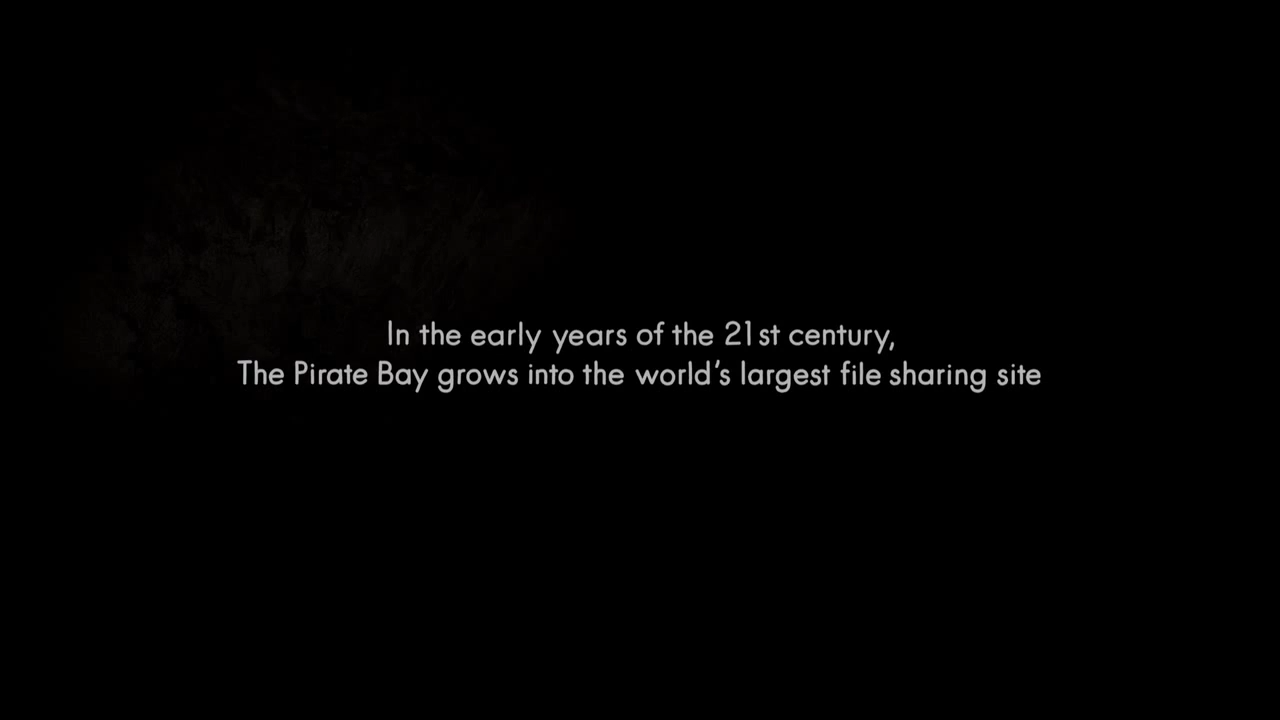 In the early years of the 21st century,
The Pirate Bay grows into the world's largest file sharing site